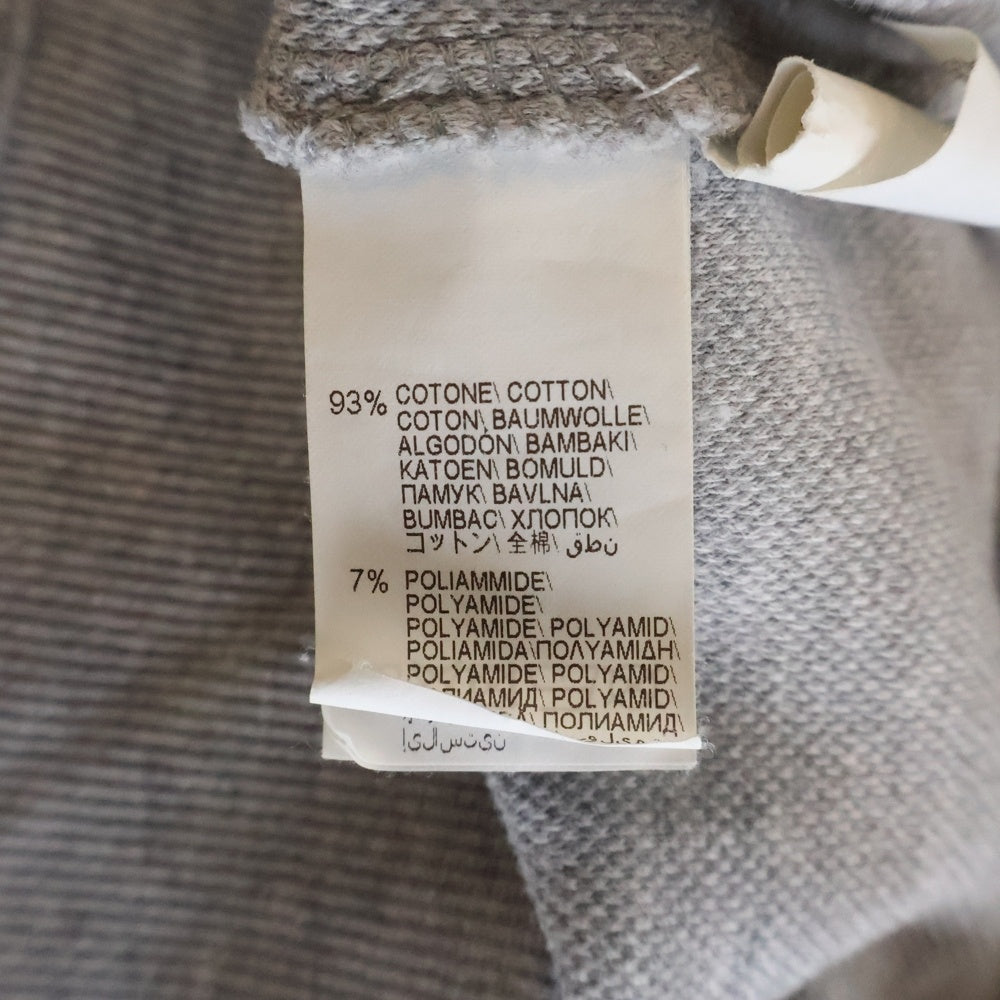 93% COTONE\ COTTON\
COTON\ BAUMWOLLE\
ALGODÓN\ BAMBAKI\
KATOEN\ BOMULD\
ПАМУК\ BAVLNA\
BUMBAC\ ХЛОПОК\
コットン\ 全棉\ قطن
7% POLIAMMIDE\
POLYAMIDE\
POLYAMIDE\ POLYAMID\
POLIAMIDA\ΠΟΛΥΑΜΙΔΗ\
POLYAMIDE\ POLYAMID\
POLYAMID\
ПОЛИАМИД\
إيلاستين